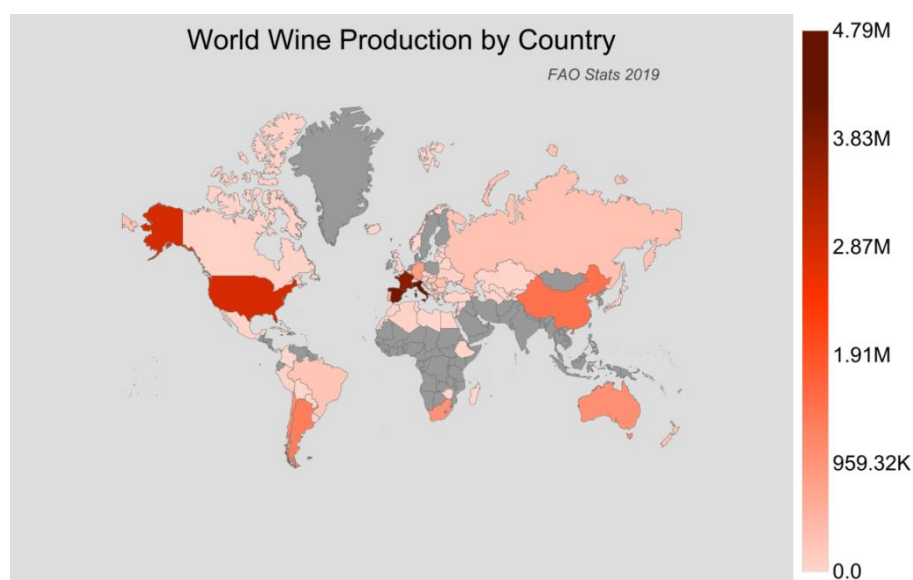 World Wine Production by Country
FAO Stats 2019
4.79M
3.83M
2.87M
1.91M
959.32K
0.0